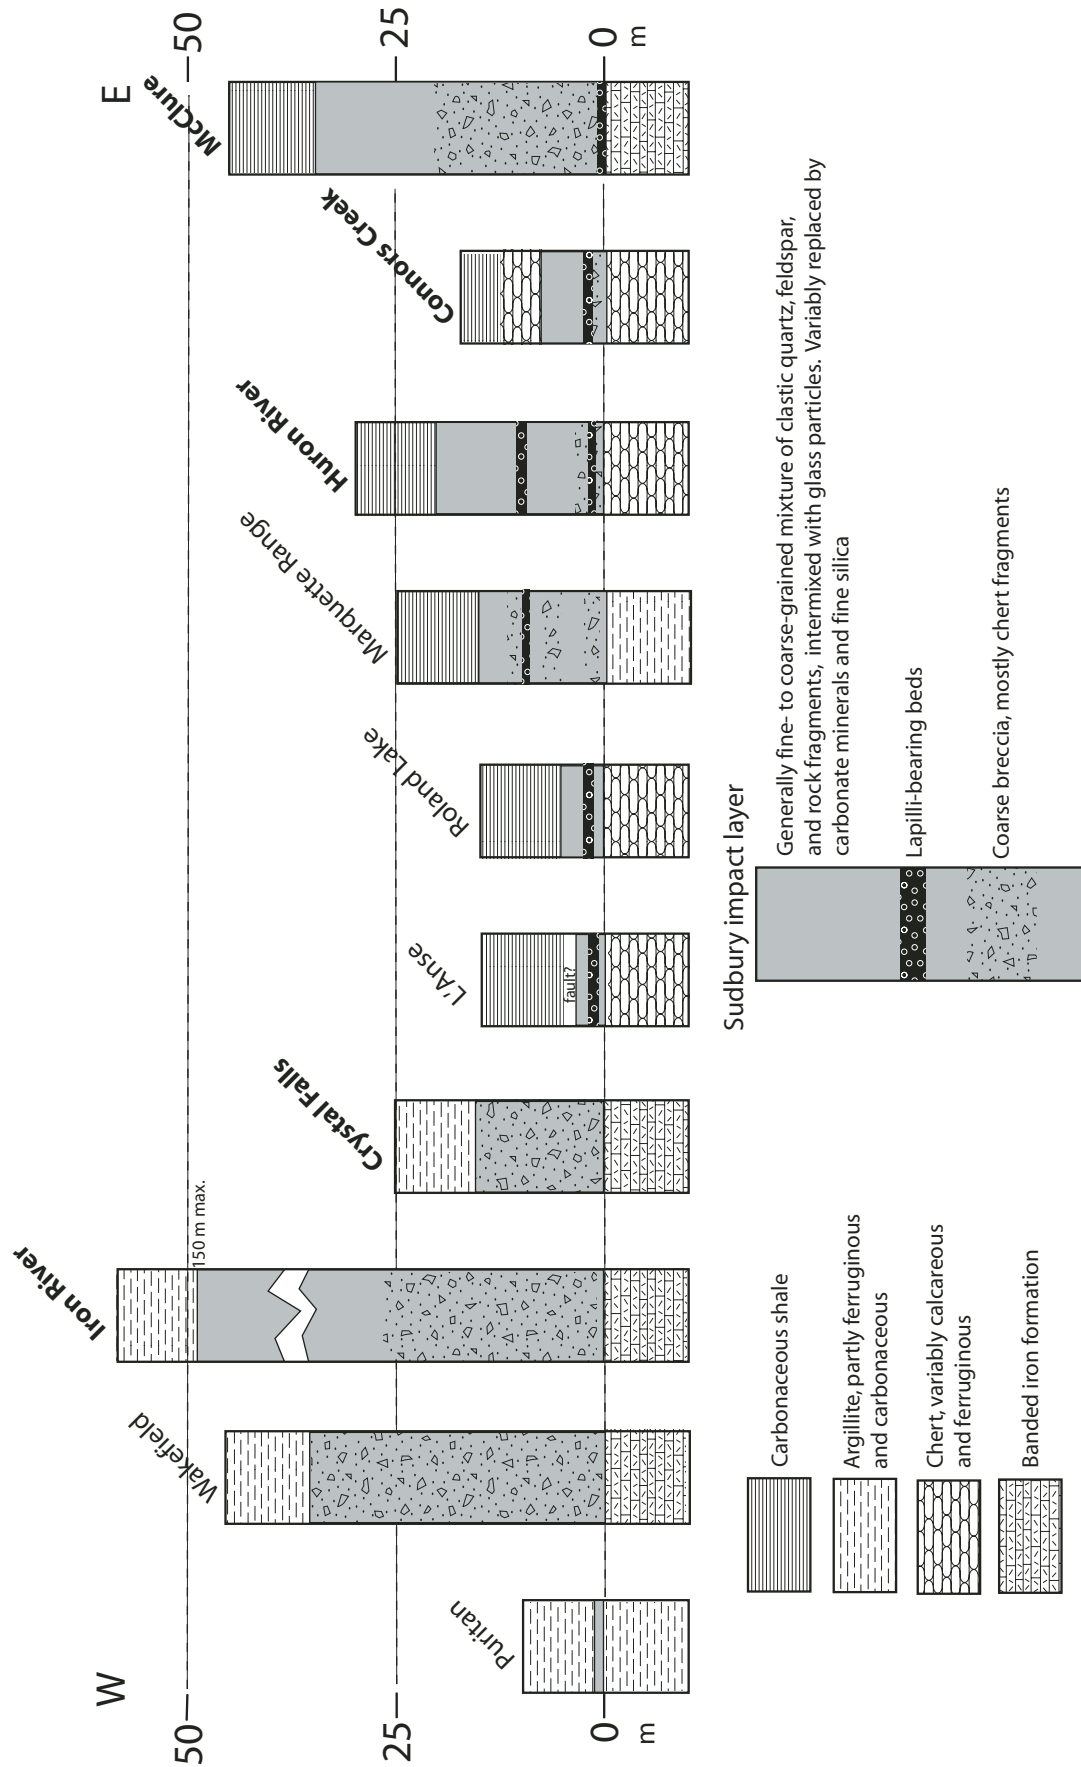 W
E
50
25
0
m
50
25
0
m
Puritan
Wakefield
Iron River
150 m max.
Crystal Falls
L'Anse
fault?
Roland Lake
Marquette Range
Huron River
Connors Creek
McClure
Carbonaceous shale
Argillite, partly ferruginous
and carbonaceous
Chert, variably calcareous
and ferruginous
Banded iron formation
Sudbury impact layer
Generally fine- to coarse-grained mixture of clastic quartz, feldspar,
and rock fragments, intermixed with glass particles. Variably replaced by
carbonate minerals and fine silica
Lapilli-bearing beds
Coarse breccia, mostly chert fragments